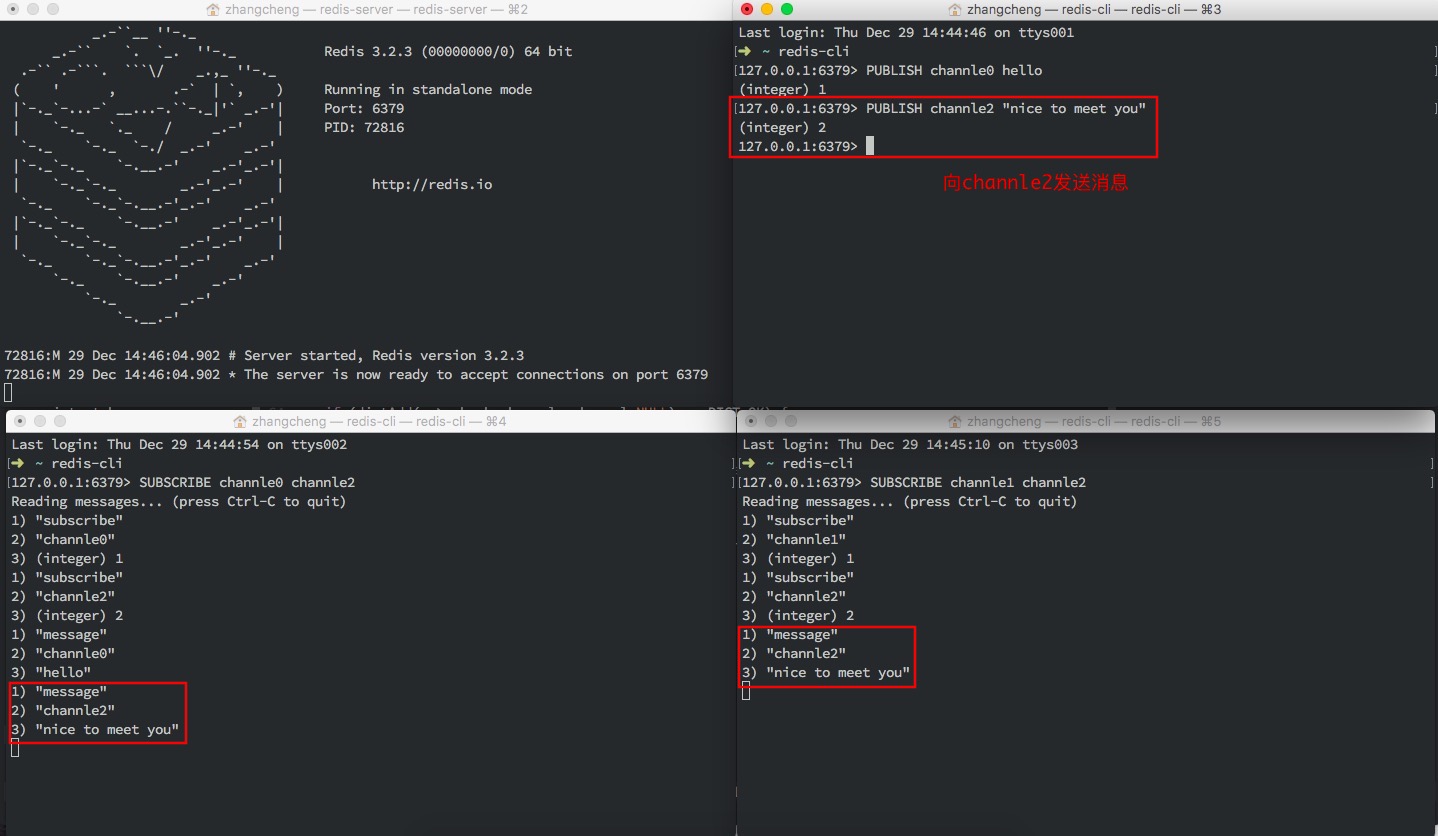 zhangcheng — redis-server — redis-server — ⌘2
Redis 3.2.3 (00000000/0) 64 bit
Running in standalone mode
Port: 6379
PID: 72816
http://redis.io
72816:M 29 Dec 14:46:04.902 # Server started, Redis version 3.2.3
72816:M 29 Dec 14:46:04.902 * The server is now ready to accept connections on port 6379
zhangcheng — redis-cli — redis-cli — ⌘3
Last login: Thu Dec 29 14:44:46 on ttys001
[➜ ~ redis-cli ]
[127.0.0.1:6379> PUBLISH channle0 hello ]
(integer) 1
[127.0.0.1:6379> PUBLISH channle2 "nice to meet you" ]
(integer) 2
127.0.0.1:6379>
向channle2发送消息
zhangcheng — redis-cli — redis-cli — ⌘4
Last login: Thu Dec 29 14:44:54 on ttys002
[➜ ~ redis-cli ]
[127.0.0.1:6379> SUBSCRIBE channle0 channle2 ]
Reading messages... (press Ctrl-C to quit)
1) "subscribe"
2) "channle0"
3) (integer) 1
1) "subscribe"
2) "channle2"
3) (integer) 2
1) "message"
2) "channle0"
3) "hello"
1) "message"
2) "channle2"
3) "nice to meet you"
zhangcheng — redis-cli — redis-cli — ⌘5
Last login: Thu Dec 29 14:45:10 on ttys003
[➜ ~ redis-cli ]
[127.0.0.1:6379> SUBSCRIBE channle1 channle2 ]
Reading messages... (press Ctrl-C to quit)
1) "subscribe"
2) "channle1"
3) (integer) 1
1) "subscribe"
2) "channle2"
3) (integer) 2
1) "message"
2) "channle2"
3) "nice to meet you"